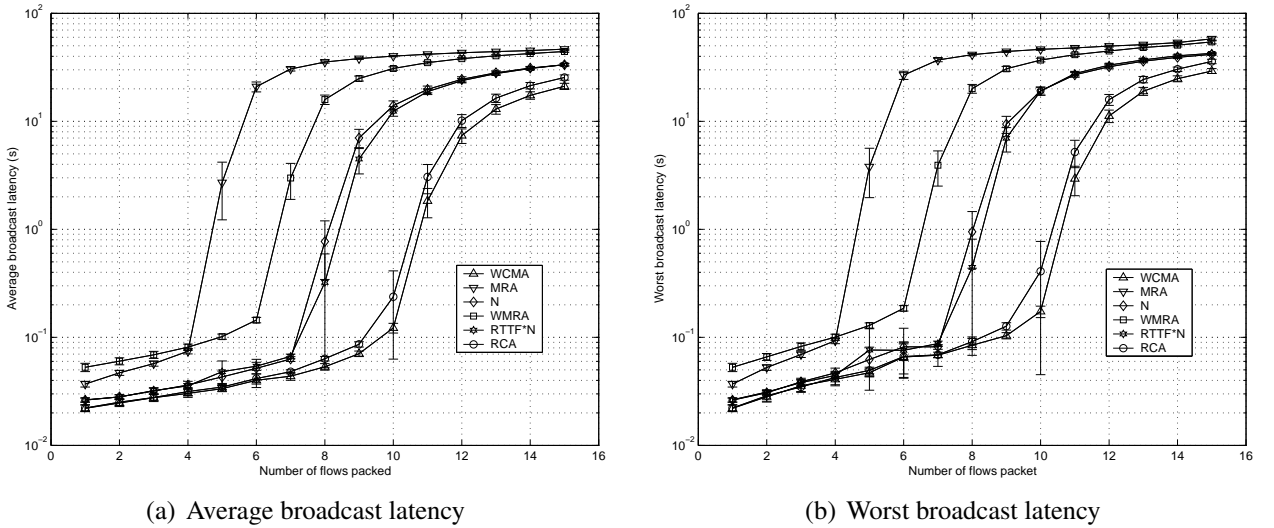 10²
10¹
10⁰
10⁻¹
10⁻²
Average broadcast latency (s)
0 2 4 6 8 10 12 14 16
Number of flows packed
WCMA
MRA
N
WMRA
RTTF*N
RCA
(a) Average broadcast latency
10²
10¹
10⁰
10⁻¹
10⁻²
Worst broadcast latency (s)
0 2 4 6 8 10 12 14 16
Number of flows packet
WCMA
MRA
N
WMRA
RTTF*N
RCA
(b) Worst broadcast latency